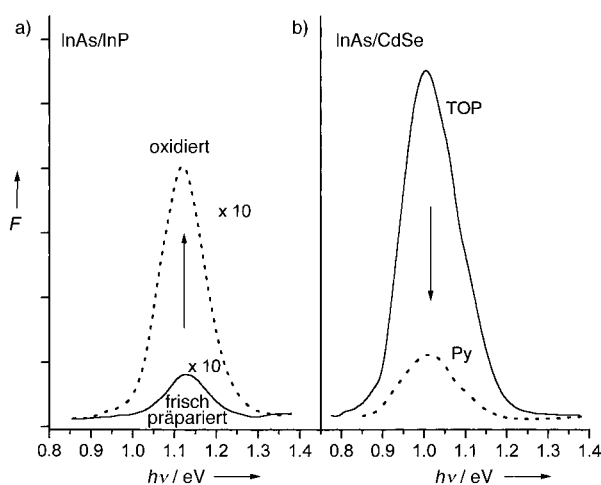 a) InAs/InP
oxidiert
x 10
F
x 10
frisch
präpariert
0.8 0.9 1.0 1.1 1.2 1.3 1.4
hν / eV
b) InAs/CdSe
TOP
Py
0.8 0.9 1.0 1.1 1.2 1.3 1.4
hν / eV